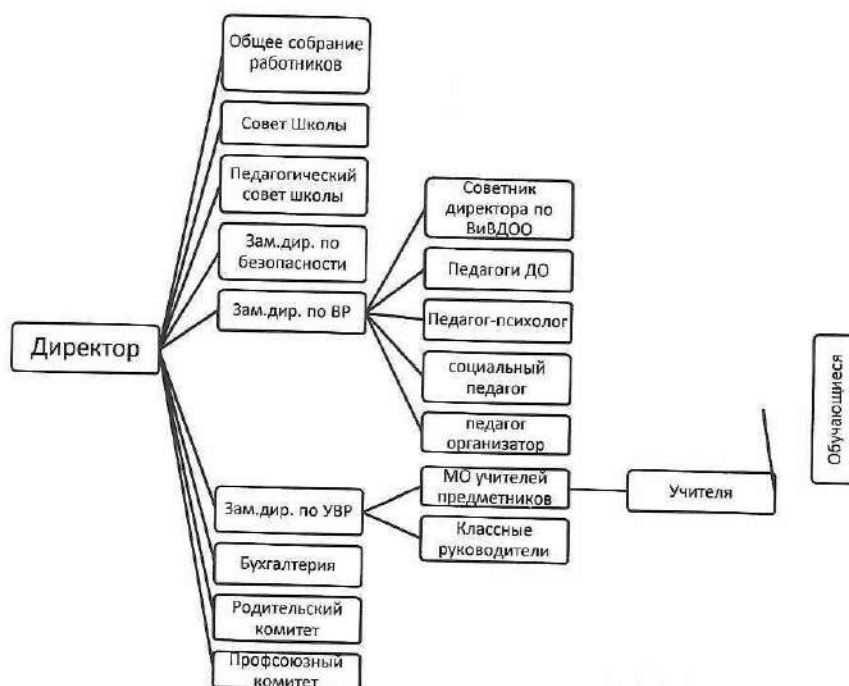 Директор
Общее собрание
работников
Совет Школы
Педагогический
совет школы
Зам.дир. по
безопасности
Зам.дир. по ВР
Советник
директора по
ВиВДОО
Педагоги ДО
Педагог-психолог
социальный
педагог
педагог
организатор
Зам.дир. по УВР
МО учителей
предметников
Классные
руководители
Учителя
Обучающиеся
Бухгалтерия
Родительский
комитет
Профсоюзный
комитет